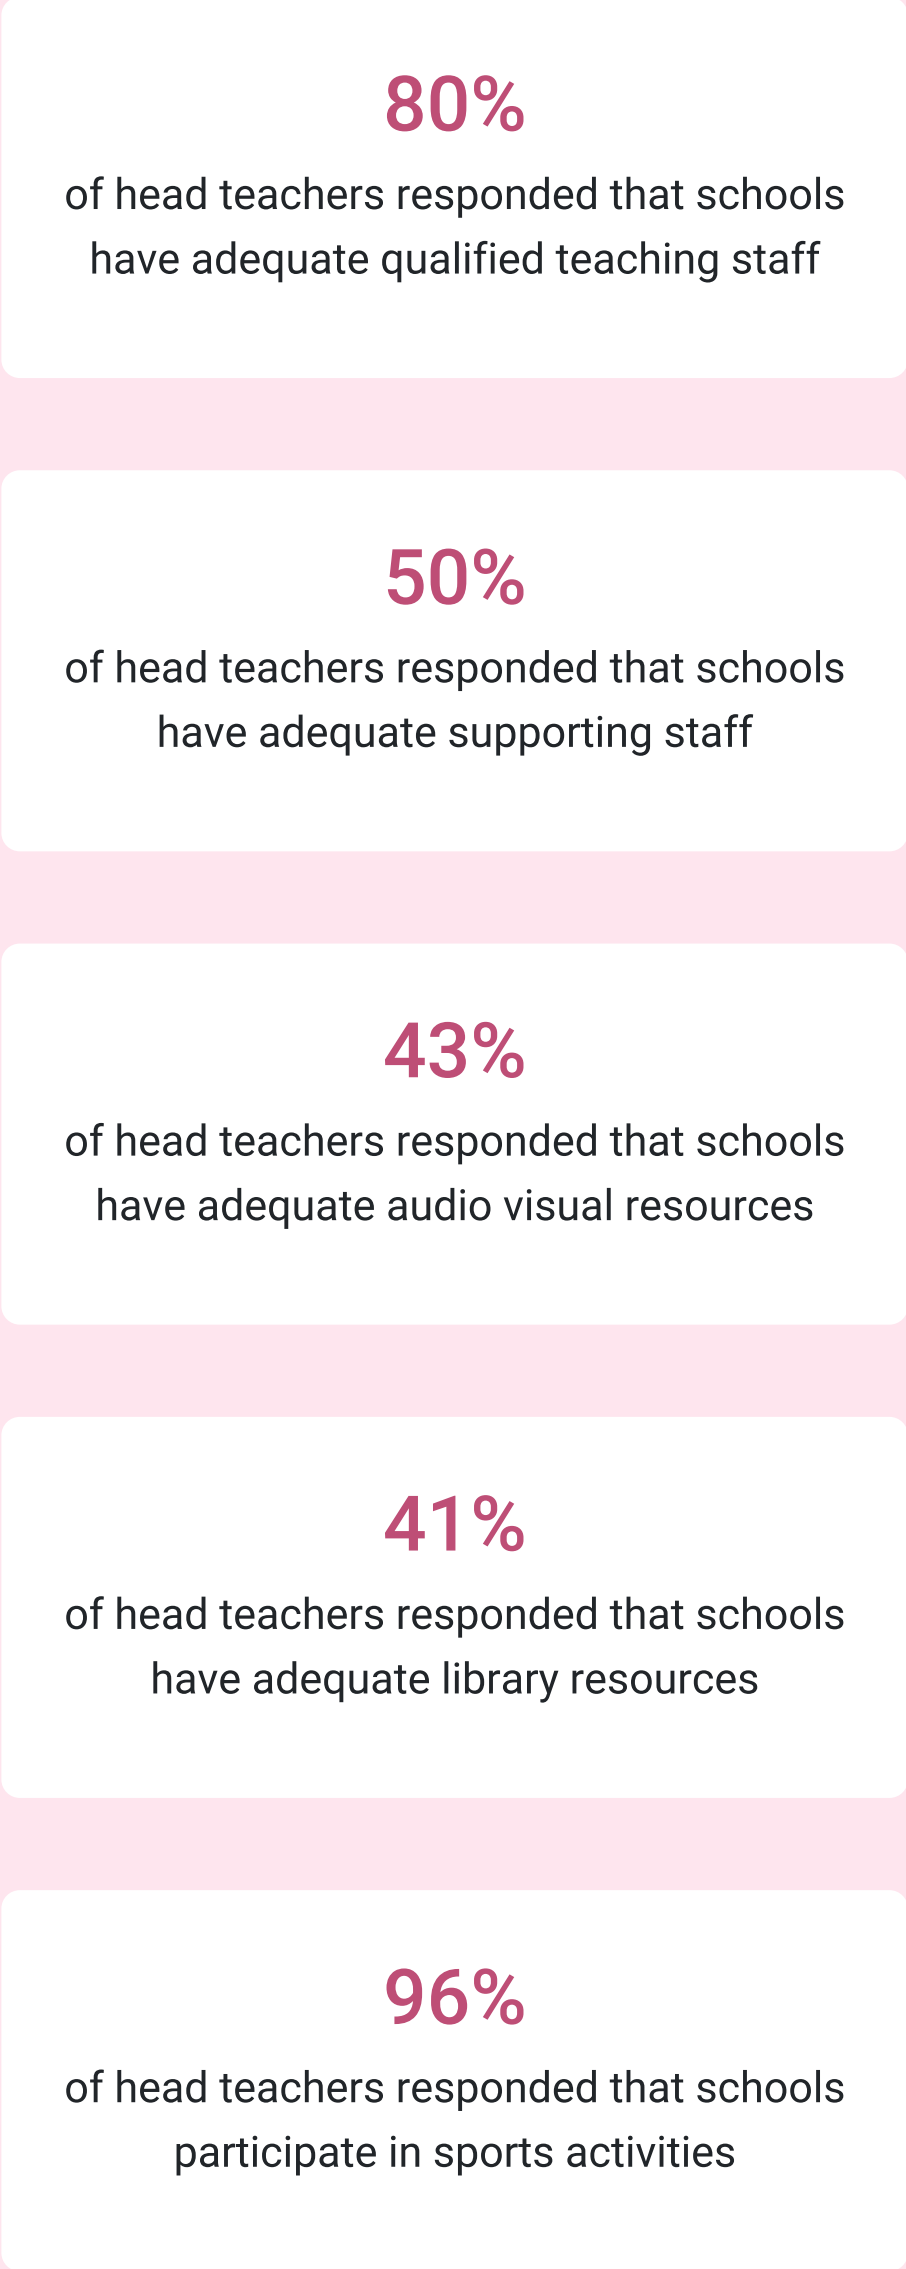 80%
of head teachers responded that schools
have adequate qualified teaching staff
50%
of head teachers responded that schools
have adequate supporting staff
43%
of head teachers responded that schools
have adequate audio visual resources
41%
of head teachers responded that schools
have adequate library resources
96%
of head teachers responded that schools
participate in sports activities